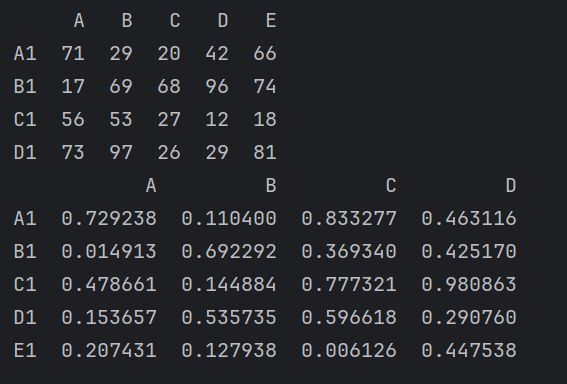 A B C D E
A1 71 29 20 42 66
B1 17 69 68 96 74
C1 56 53 27 12 18
D1 73 97 26 29 81
A B C D
A1 0.729238 0.110400 0.833277 0.463116
B1 0.014913 0.692292 0.369340 0.425170
C1 0.478661 0.144884 0.777321 0.980863
D1 0.153657 0.535735 0.596618 0.290760
E1 0.207431 0.127938 0.006126 0.447538